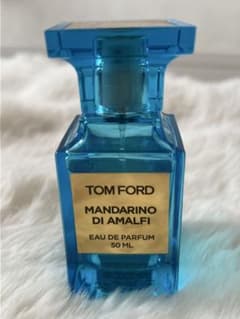 TOM FORD
MANDARINO
DI AMALFI
EAU DE PARFUM
50 ML